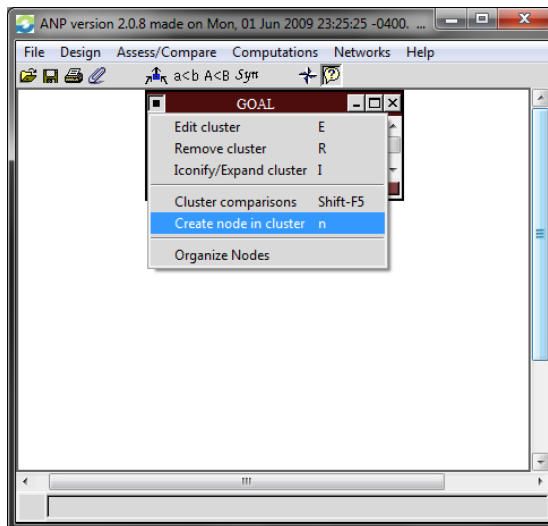 ANP version 2.0.8 made on Mon, 01 Jun 2009 23:25:25 -0400. ...
File Design Assess/Compare Computations Networks Help
a<b A<B Syn
GOAL
Edit cluster E
Remove cluster R
Iconify/Expand cluster I
Cluster comparisons Shift-F5
Create node in cluster n
Organize Nodes